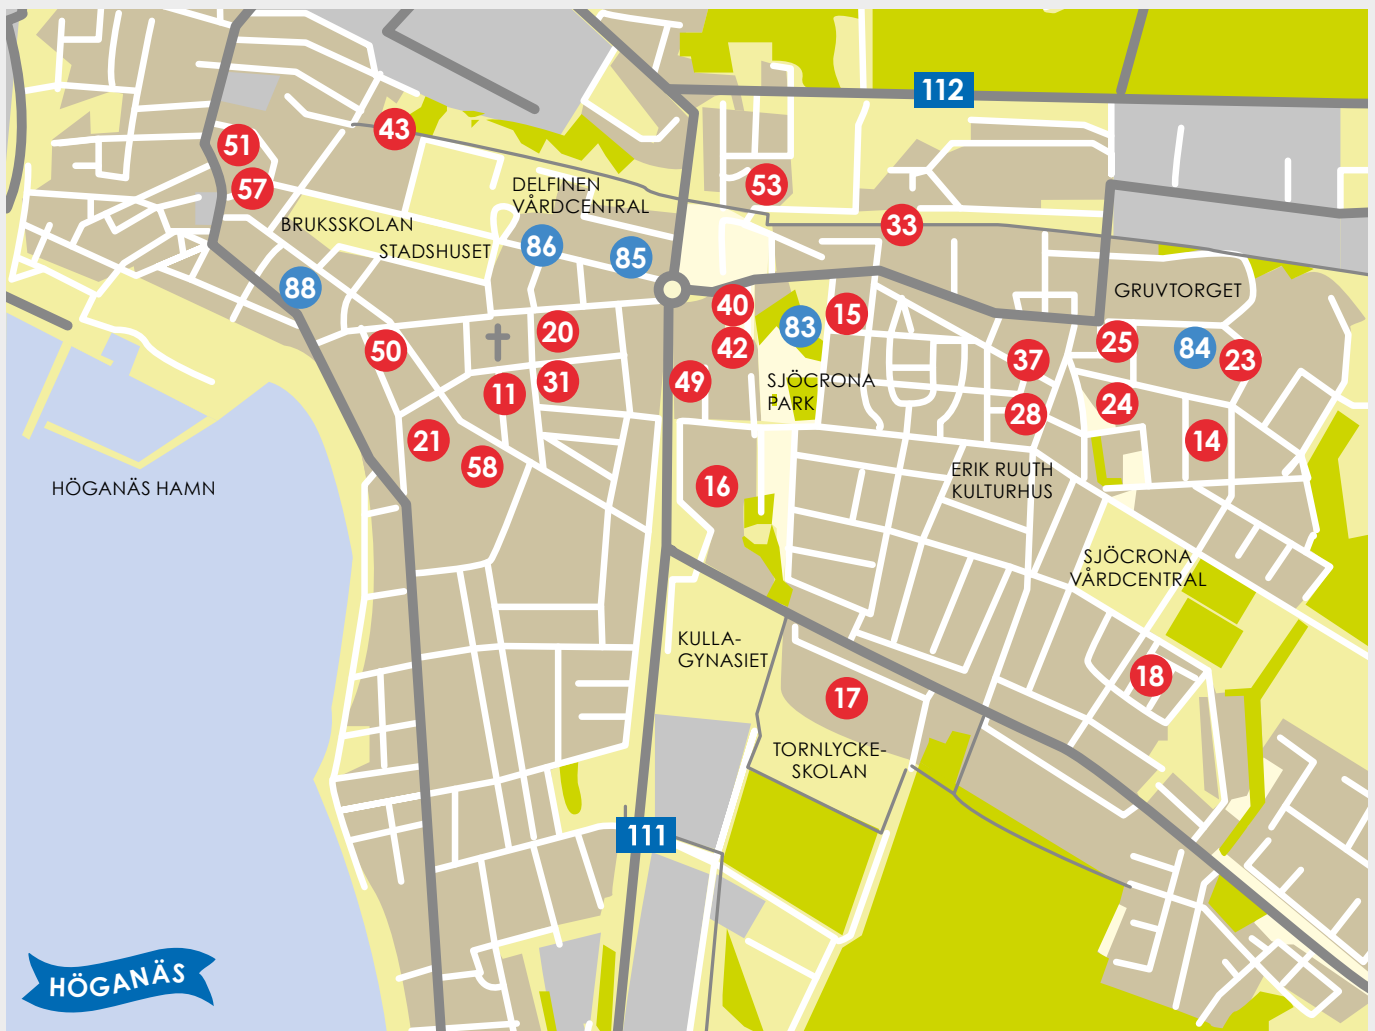 112
43
51
53
57
DELFINEN
VÅRDCENTRAL
BRUKSSKOLAN
33
STADSHUSET
86
85
88
GRUVTORGET
40
15
83
20
25
42
84
50
37
23
SJÖCRONA
PARK
49
31
11
24
28
21
14
58
ERIK RUUTH
KULTURHUS
HÖGANÄS HAMN
16
SJÖCRONA
VÅRDCENTRAL
KULLA-
GYNASIET
18
17
TORNLYCKE-
SKOLAN
111
HÖGANÄS